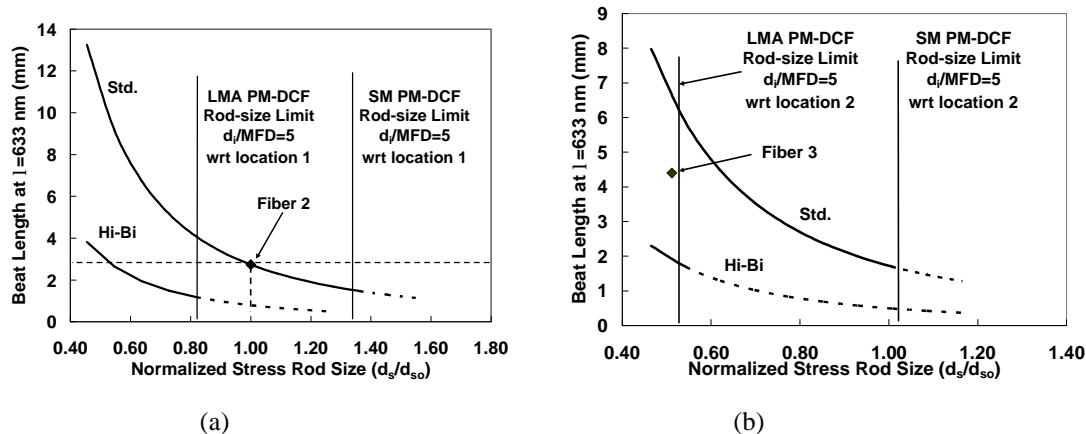 14
12
10
8
6
4
2
0
Beat Length at l=633 nm (mm)
Std.
Hi-Bi
LMA PM-DCF
Rod-size Limit
di/MFD=5
wrt location 1
SM PM-DCF
Rod-size Limit
di/MFD=5
wrt location 1
Fiber 2
0.40 0.60 0.80 1.00 1.20 1.40 1.60 1.80
Normalized Stress Rod Size (ds/dso)
(a)
9
8
7
6
5
4
3
2
1
0
Beat Length at l=633 nm (mm)
LMA PM-DCF
Rod-size Limit
di/MFD=5
wrt location 2
SM PM-DCF
Rod-size Limit
di/MFD=5
wrt location 2
Fiber 3
Std.
Hi-Bi
0.40 0.60 0.80 1.00 1.20 1.40
Normalized Stress Rod Size (ds/dso)
(b)